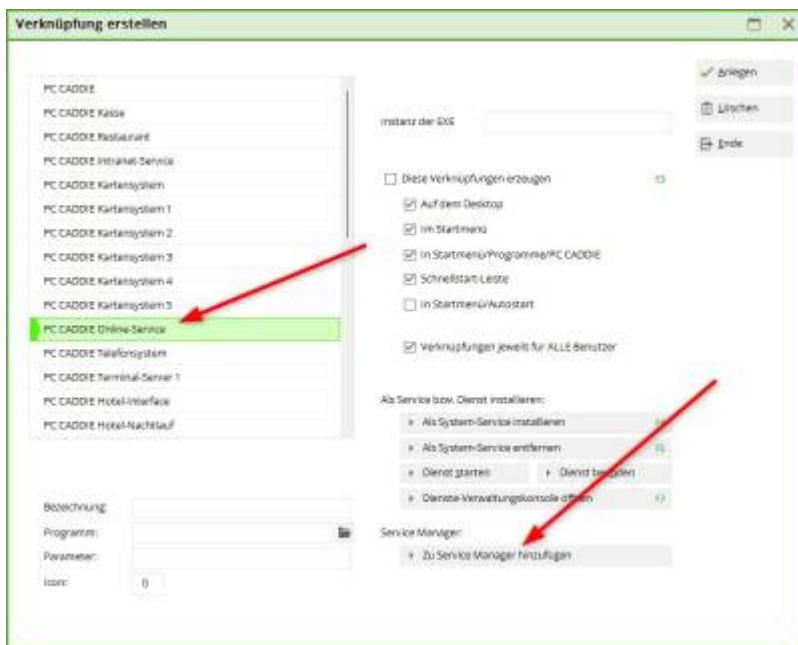 Verknüpfung erstellen
PC CADDIE
PC CADDIE Kasse
PC CADDIE Restaurant
PC CADDIE Intranet-Service
PC CADDIE Kartensystem
PC CADDIE Kartensystem 1
PC CADDIE Kartensystem 2
PC CADDIE Kartensystem 3
PC CADDIE Kartensystem 4
PC CADDIE Kartensystem 5
PC CADDIE Online-Service
PC CADDIE Telefonsystem
PC CADDIE Terminal-Server 1
PC CADDIE Hotel-Interface
PC CADDIE Hotel-Nachtlauf
Bezeichnung:
Programm:
Parameter:
Icon: 0
Instanz der EXE
Diese Verknüpfungen erzeugen
Auf dem Desktop
Im Startmenü
In Startmenü/Programme/PC CADDIE
Schnellstart-Leiste
In Startmenü/Autostart
Verknüpfungen jeweils für ALLE Benutzer
Als Service bzw. Dienst installieren:
Als System-Service installieren
Als System-Service entfernen
Dienst starten
Dienst beenden
Dienste-Verwaltungskonsole öffnen
Service Manager:
Zu Service Manager hinzufügen
Anlegen
Löschen
Ende